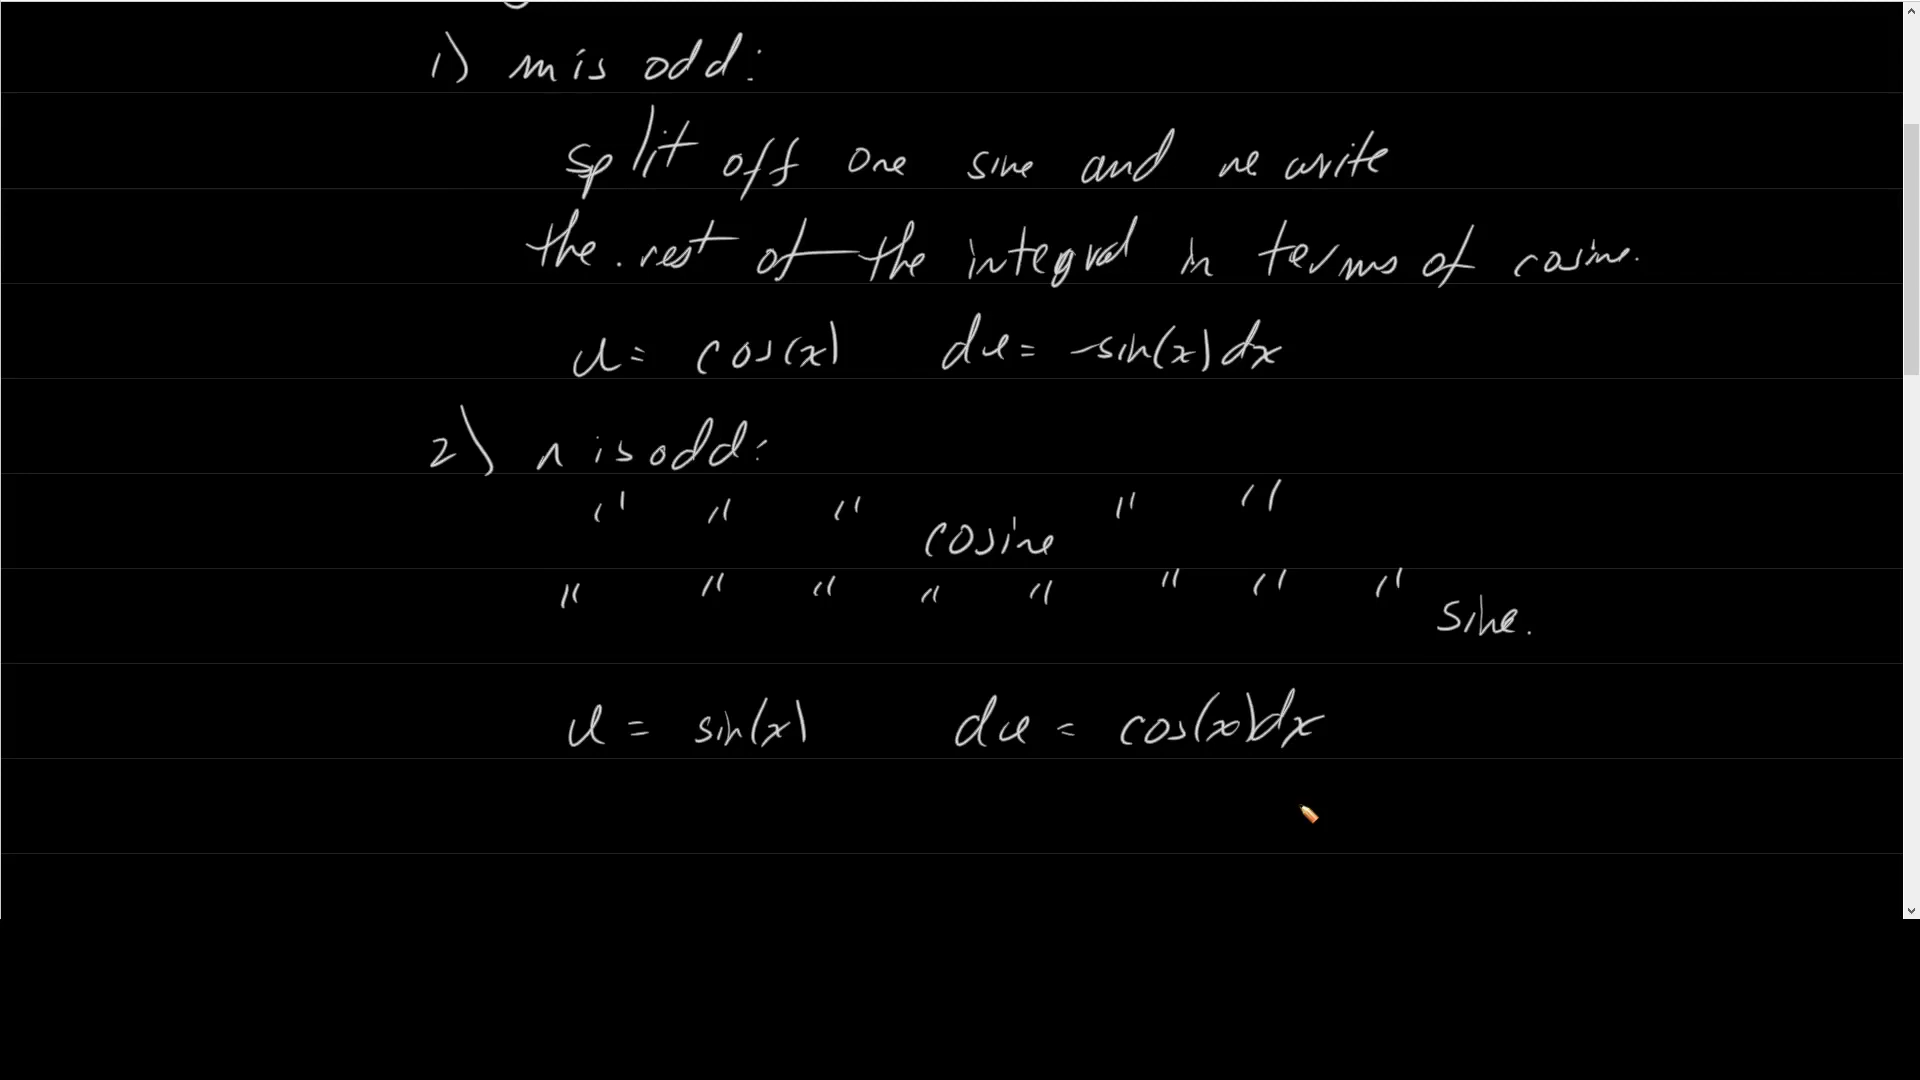 1) m is odd:
split off one sine and rewrite
the rest of the integral in terms of cosine.
u = cos(x) du = -sin(x)dx
2) n is odd:
" " " cosine " "
" " " " " " " " sine.
u = sin(x) du = cos(x)dx